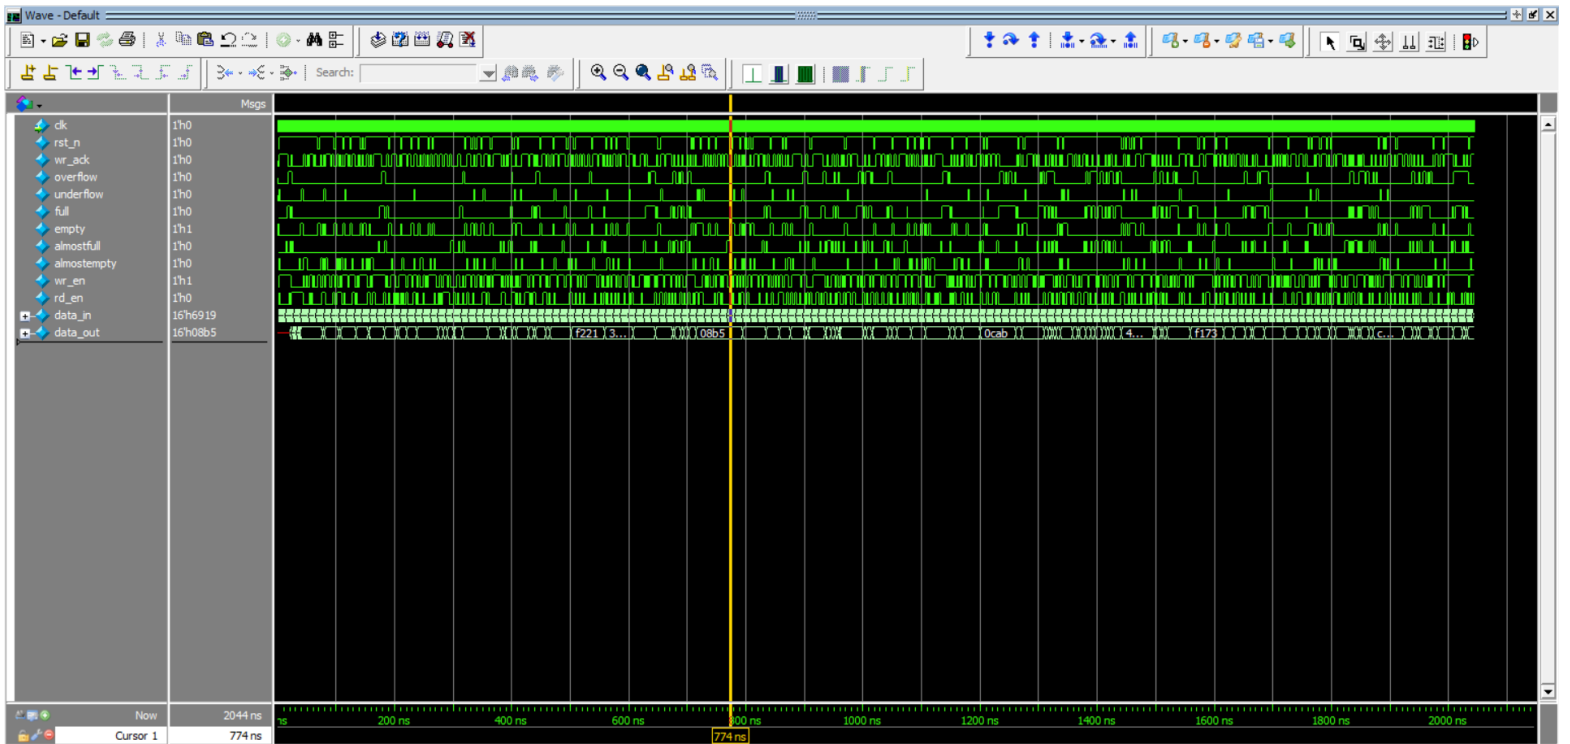 Wave - Default
Search:
Msgs
clk 1'h0
rst_n 1'h0
wr_ack 1'h0
overflow 1'h0
underflow 1'h0
full 1'h0
empty 1'h1
almostfull 1'h0
almostempty 1'h0
wr_en 1'h1
rd_en 1'h0
data_in 16'h6919
data_out 16'h08b5 f221 3... 08b5 0cab 4... f173 c...
Now 2044 ns ns 200 ns 400 ns 600 ns 800 ns 1000 ns 1200 ns 1400 ns 1600 ns 1800 ns 2000 ns
Cursor 1 774 ns 774 ns